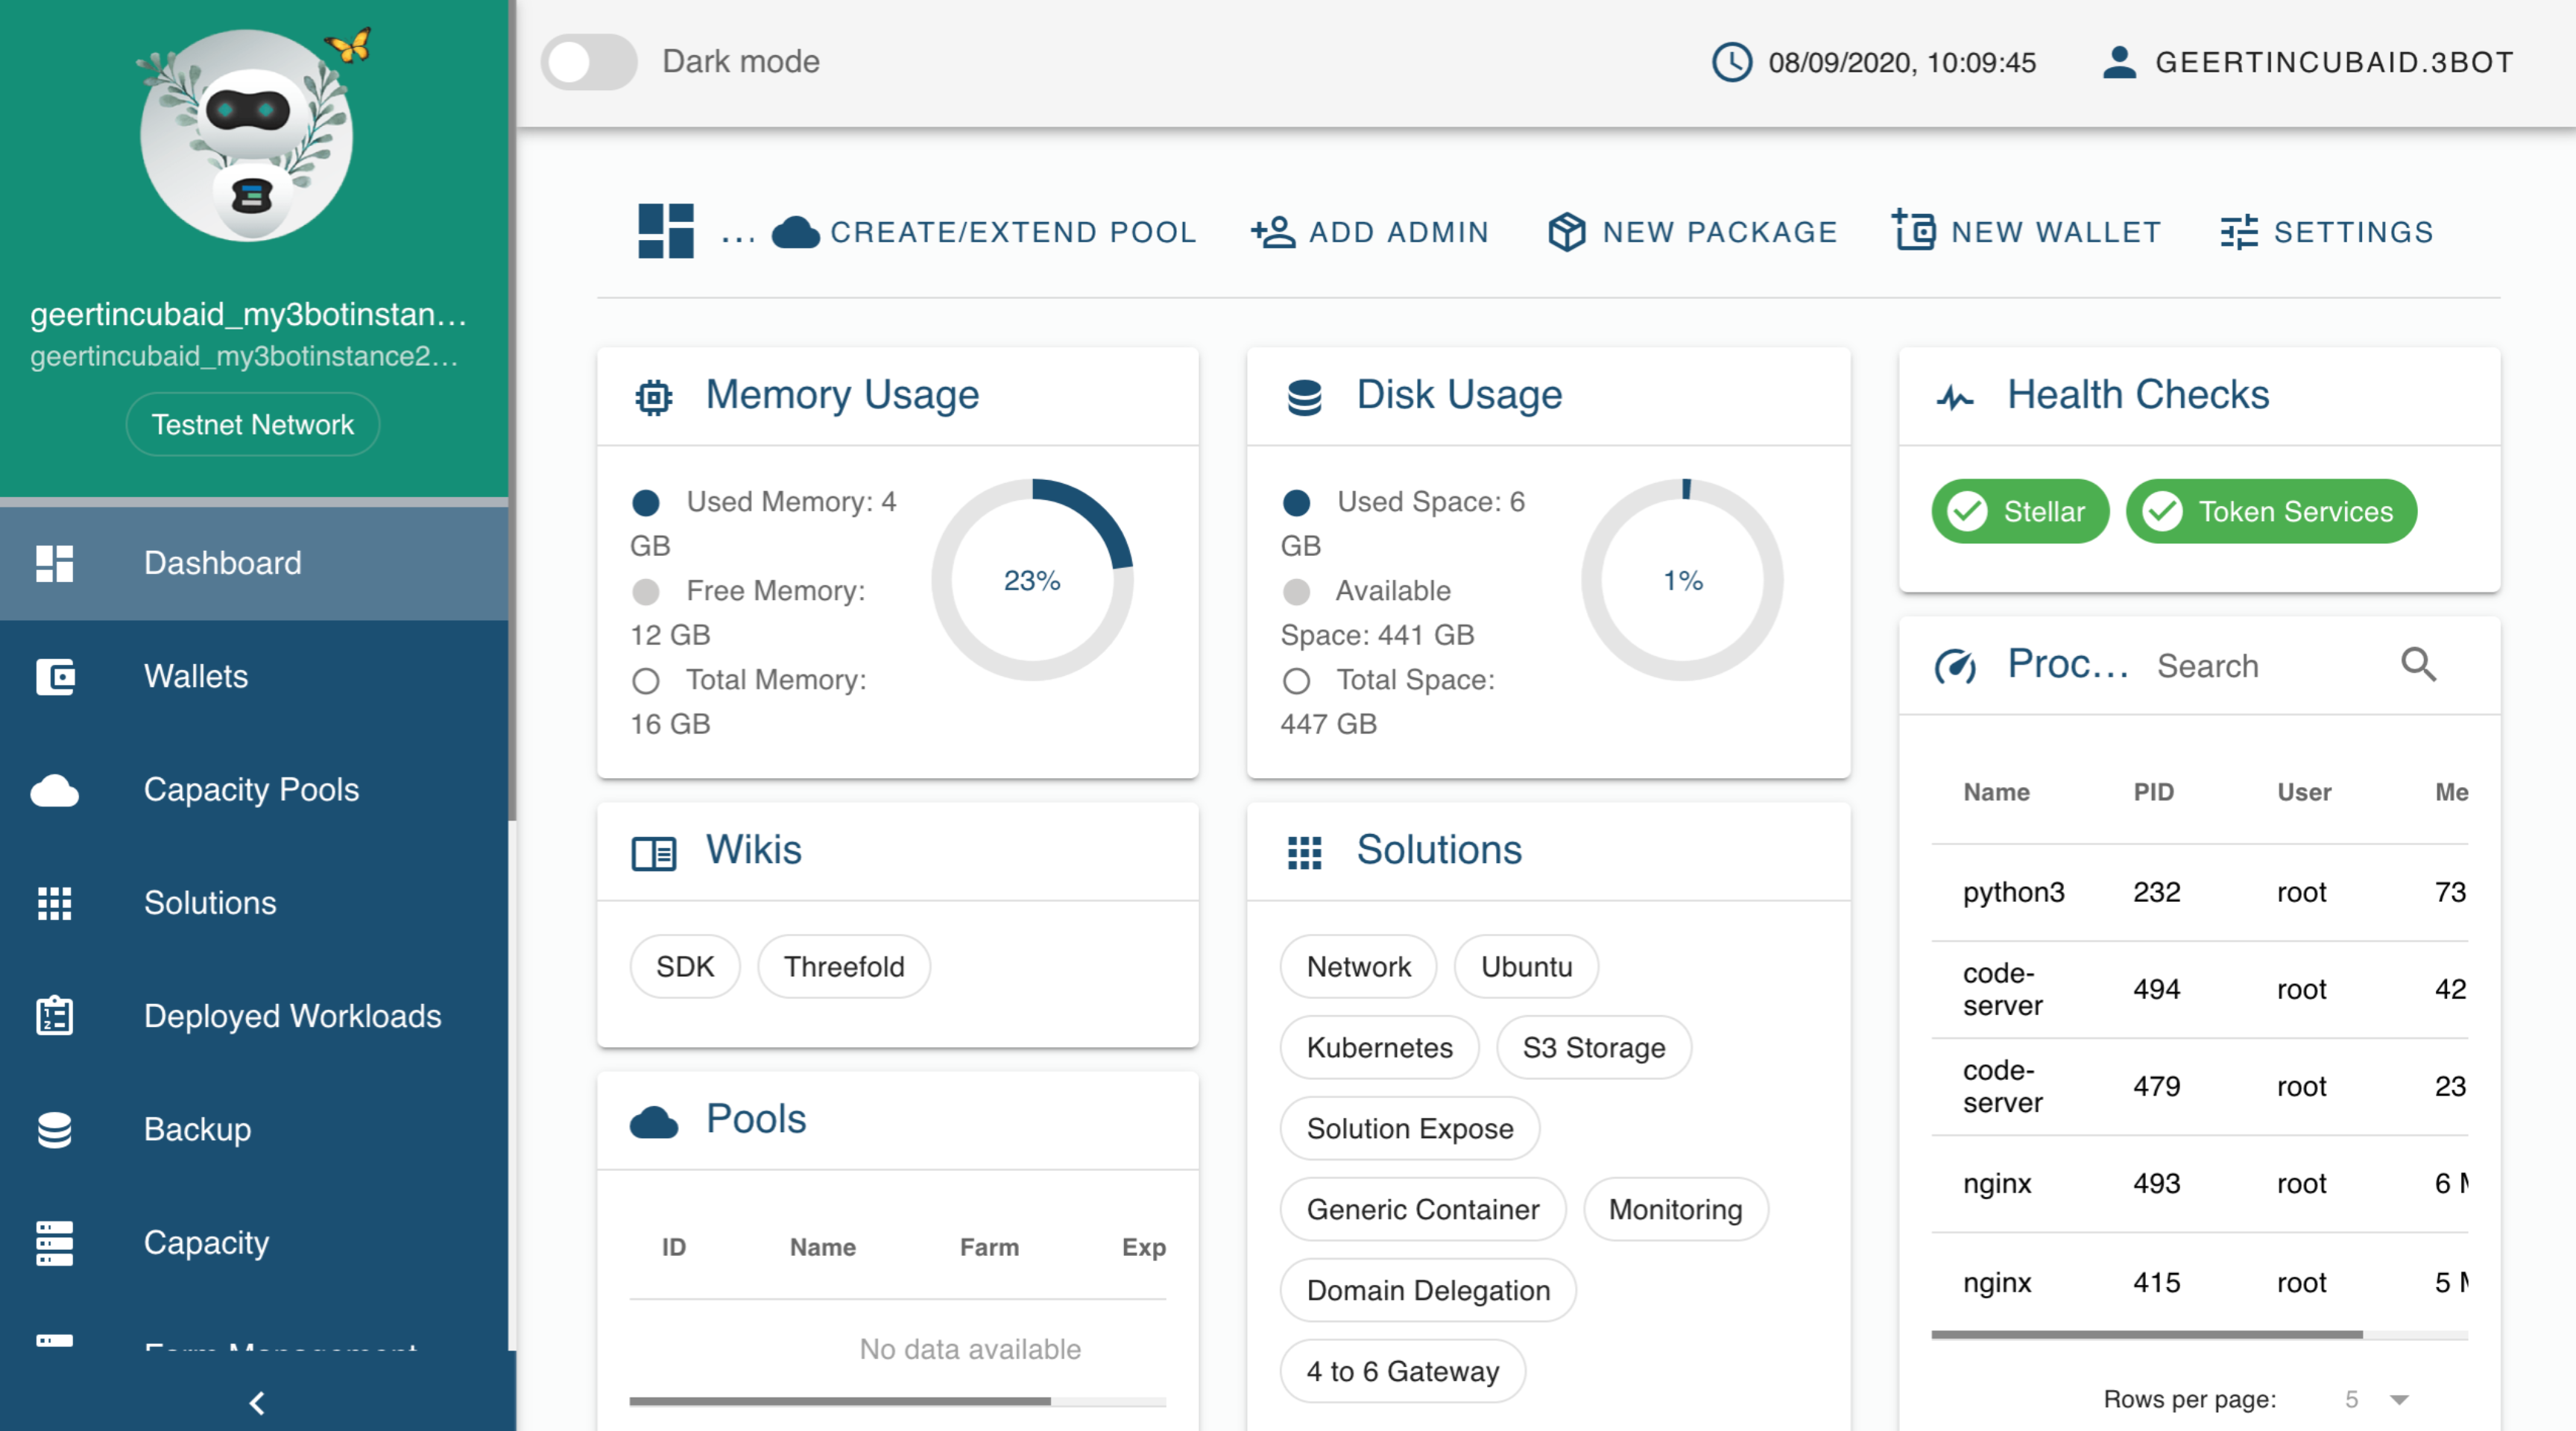 Dark mode
08/09/2020, 10:09:45
GEERTINCUBAID.3BOT
geertincubaid_my3botinstan...
geertincubaid_my3botinstance2...
Testnet Network
Dashboard
Wallets
Capacity Pools
Solutions
Deployed Workloads
Backup
Capacity
Farm Management
...
CREATE/EXTEND POOL
ADD ADMIN
NEW PACKAGE
NEW WALLET
SETTINGS
Memory Usage
Used Memory: 4
GB
Free Memory:
12 GB
Total Memory:
16 GB
23%
Disk Usage
Used Space: 6
GB
Available
Space: 441 GB
Total Space:
447 GB
1%
Health Checks
Stellar
Token Services
Proc...
Search
Name PID User Me
python3 232 root 73
code-
server 494 root 42
code-
server 479 root 23
nginx 493 root 6
nginx 415 root 5
Rows per page: 5
Wikis
SDK
Threefold
Pools
ID Name Farm Exp
No data available
Solutions
Network
Ubuntu
Kubernetes
S3 Storage
Solution Expose
Generic Container
Monitoring
Domain Delegation
4 to 6 Gateway